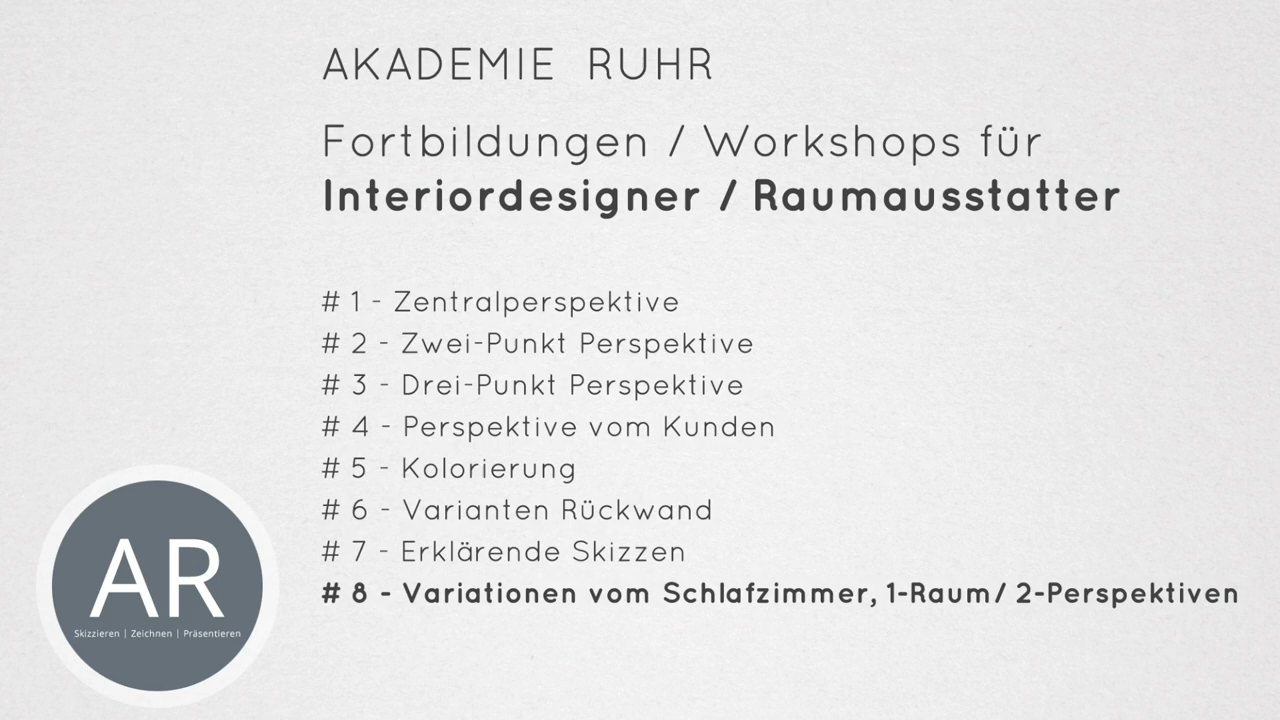 AKADEMIE RUHR
Fortbildungen / Workshops für
Interiordesigner / Raumausstatter
# 1 - Zentralperspektive
# 2 - Zwei-Punkt Perspektive
# 3 - Drei-Punkt Perspektive
# 4 - Perspektive vom Kunden
# 5 - Kolorierung
# 6 - Varianten Rückwand
# 7 - Erklärende Skizzen
# 8 - Variationen vom Schlafzimmer, 1-Raum/ 2-Perspektiven
AR
Skizzieren | Zeichnen | Präsentieren